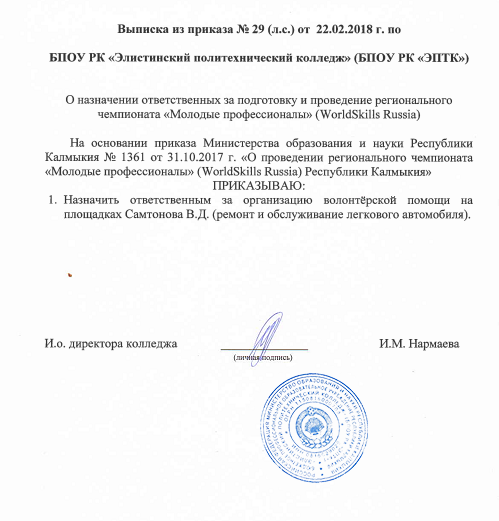 Выписка из приказа № 29 (л.с.) от 22.02.2018 г. по
БПОУ РК «Элистинский политехнический колледж» (БПОУ РК «ЭПТК»)
О назначении ответственных за подготовку и проведение регионального
чемпионата «Молодые профессионалы» (WorldSkills Russia)
На основании приказа Министерства образования и науки Республики
Калмыкия № 1361 от 31.10.2017 г. «О проведении регионального чемпионата
«Молодые профессионалы» (WorldSkills Russia) Республики Калмыкия»
ПРИКАЗЫВАЮ:
1. Назначить ответственным за организацию волонтёрской помощи на
площадках Самтонова В.Д. (ремонт и обслуживание легкового автомобиля).
И.о. директора колледжа И.М. Нармаева
(личная подпись)